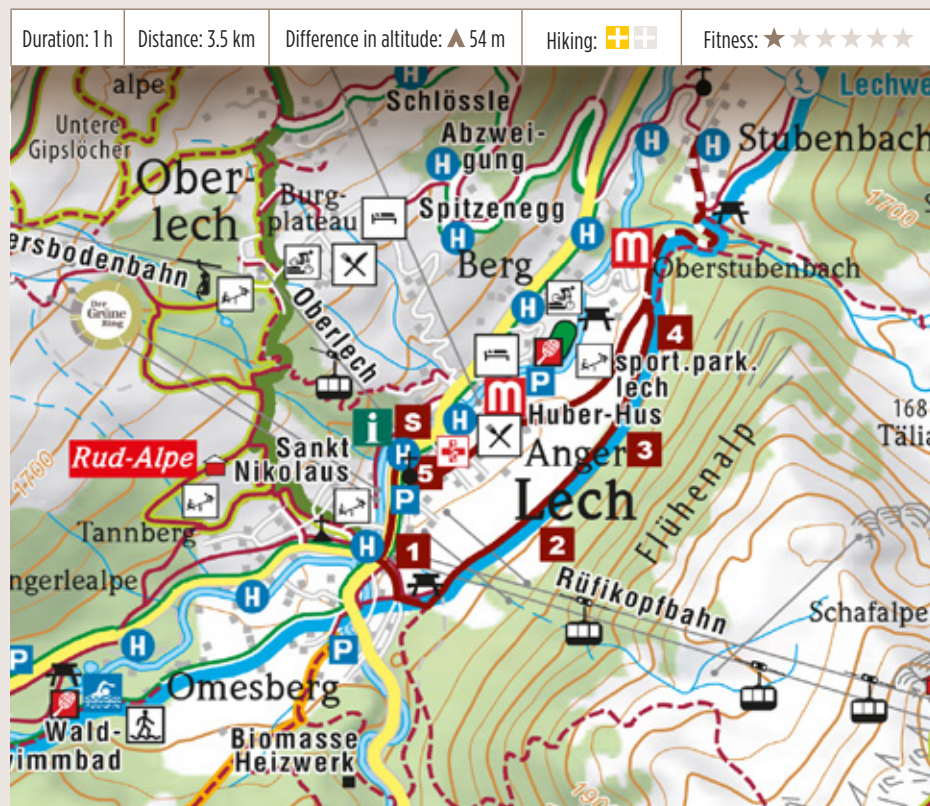 Duration: 1 h
Distance: 3.5 km
Difference in altitude: 54 m
Hiking:
Fitness:
alpe
H
Schlössle
Lechwe
Untere
Gipslöcher
Abzwei-
gung
H
H
H
Stubenbach
Ober-
lech
Burg-
plateau
Spitzenegg
H
H
m
1700
ersbodenbahn
Berg
Oberstubenbach
Der
Grüne
Ring
Oberlech
H
4
P
sport.park.
lech
m
Huber-Hus
i
S
H
168
Tälia
Rud-Alpe
Sankt
Nikolaus
H
5
Anger
3
1700
P
Lech
Flühenalp
Tannberg
H
1
2
ngerlealpe
H
Rüfikopfbahn
Schafalpe
H
P
P
Omesberg
Wald-
immbad
Biomasse
Heizwerk
190